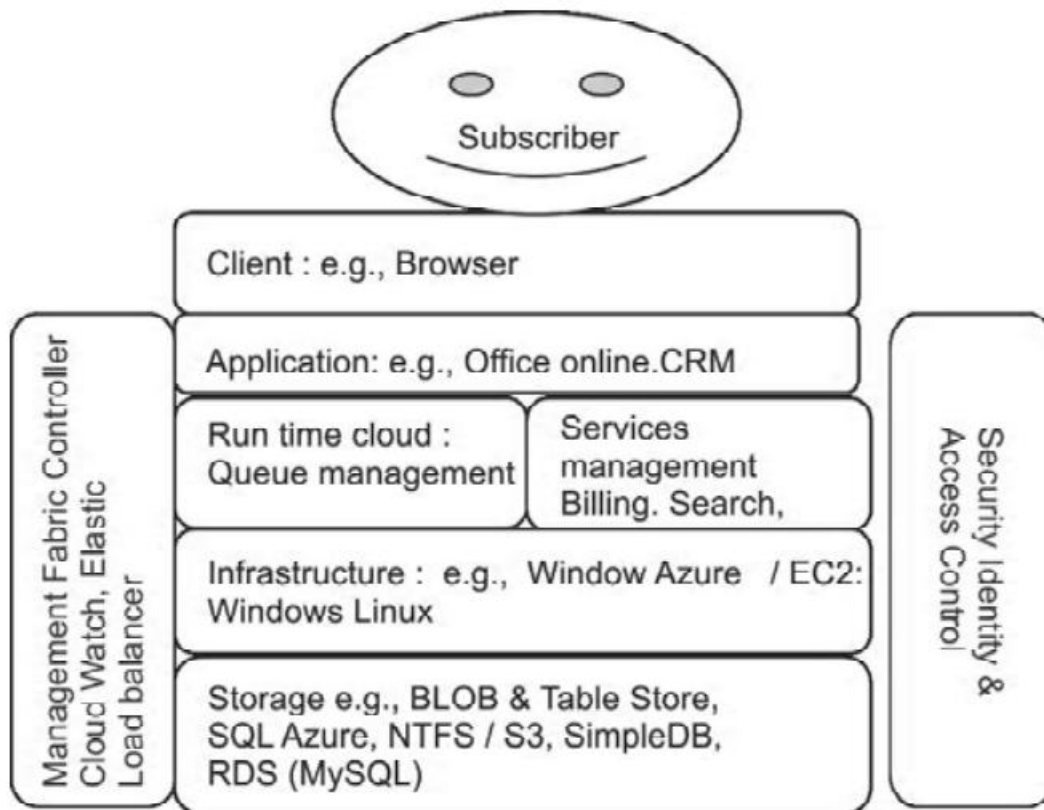 Subscriber
Client : e.g., Browser
Application: e.g., Office online.CRM
Run time cloud :
Queue management
Services
management
Billing. Search,
Infrastructure : e.g., Window Azure / EC2:
Windows Linux
Storage e.g., BLOB & Table Store,
SQL Azure, NTFS / S3, SimpleDB,
RDS (MySQL)
Management Fabric Controller
Cloud Watch, Elastic
Load balancer
Security Identity &
Access Control